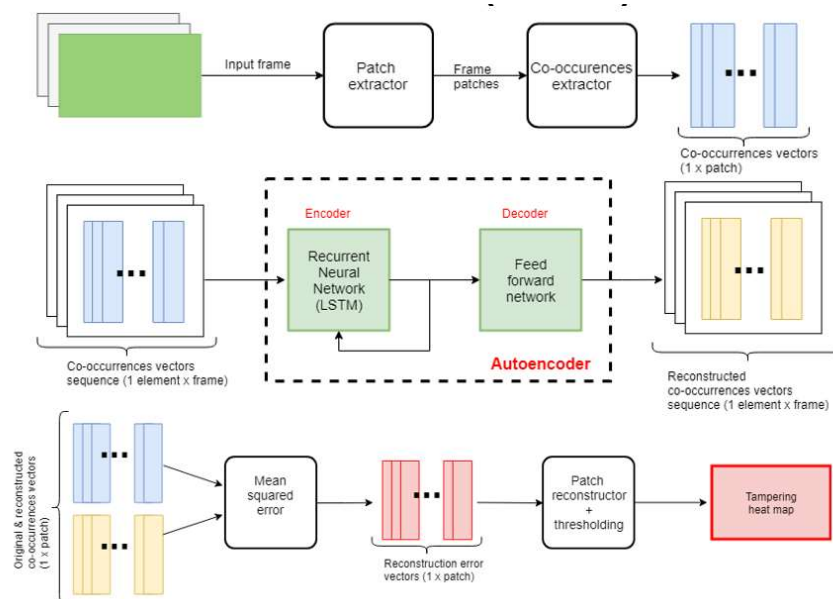 Input frame
Patch
extractor
Frame
patches
Co-occurences
extractor
Co-occurrences vectors
(1 x patch)
Encoder
Decoder
Recurrent
Neural
Network
(LSTM)
Feed
forward
network
Autoencoder
Co-occurrences vectors
sequence (1 element x frame)
Reconstructed
co-occurrences vectors
sequence (1 element x frame)
Original & reconstructed
co-occurrences vectors
(1 x patch)
Mean
squared
error
Reconstruction error
vectors (1 x patch)
Patch
reconstructor
+
thresholding
Tampering
heat map